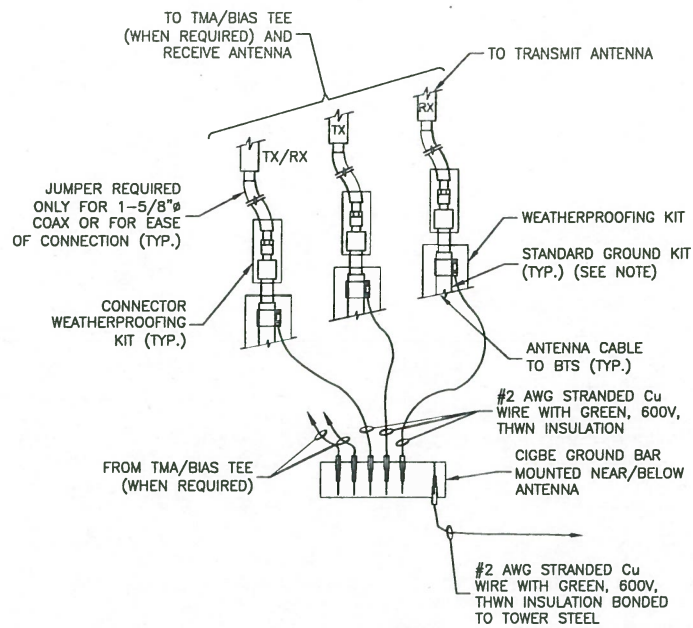 TO TMA/BIAS TEE
(WHEN REQUIRED) AND
RECEIVE ANTENNA
TO TRANSMIT ANTENNA
RX
TX
TX/RX
JUMPER REQUIRED
ONLY FOR 1-5/8"ø
COAX OR FOR EASE
OF CONNECTION (TYP.)
WEATHERPROOFING KIT
STANDARD GROUND KIT
(TYP.) (SEE NOTE)
CONNECTOR
WEATHERPROOFING
KIT (TYP.)
ANTENNA CABLE
TO BTS (TYP.)
#2 AWG STRANDED Cu
WIRE WITH GREEN, 600V,
THWN INSULATION
FROM TMA/BIAS TEE
(WHEN REQUIRED)
CIGBE GROUND BAR
MOUNTED NEAR/BELOW
ANTENNA
#2 AWG STRANDED Cu
WIRE WITH GREEN, 600V,
THWN INSULATION BONDED
TO TOWER STEEL